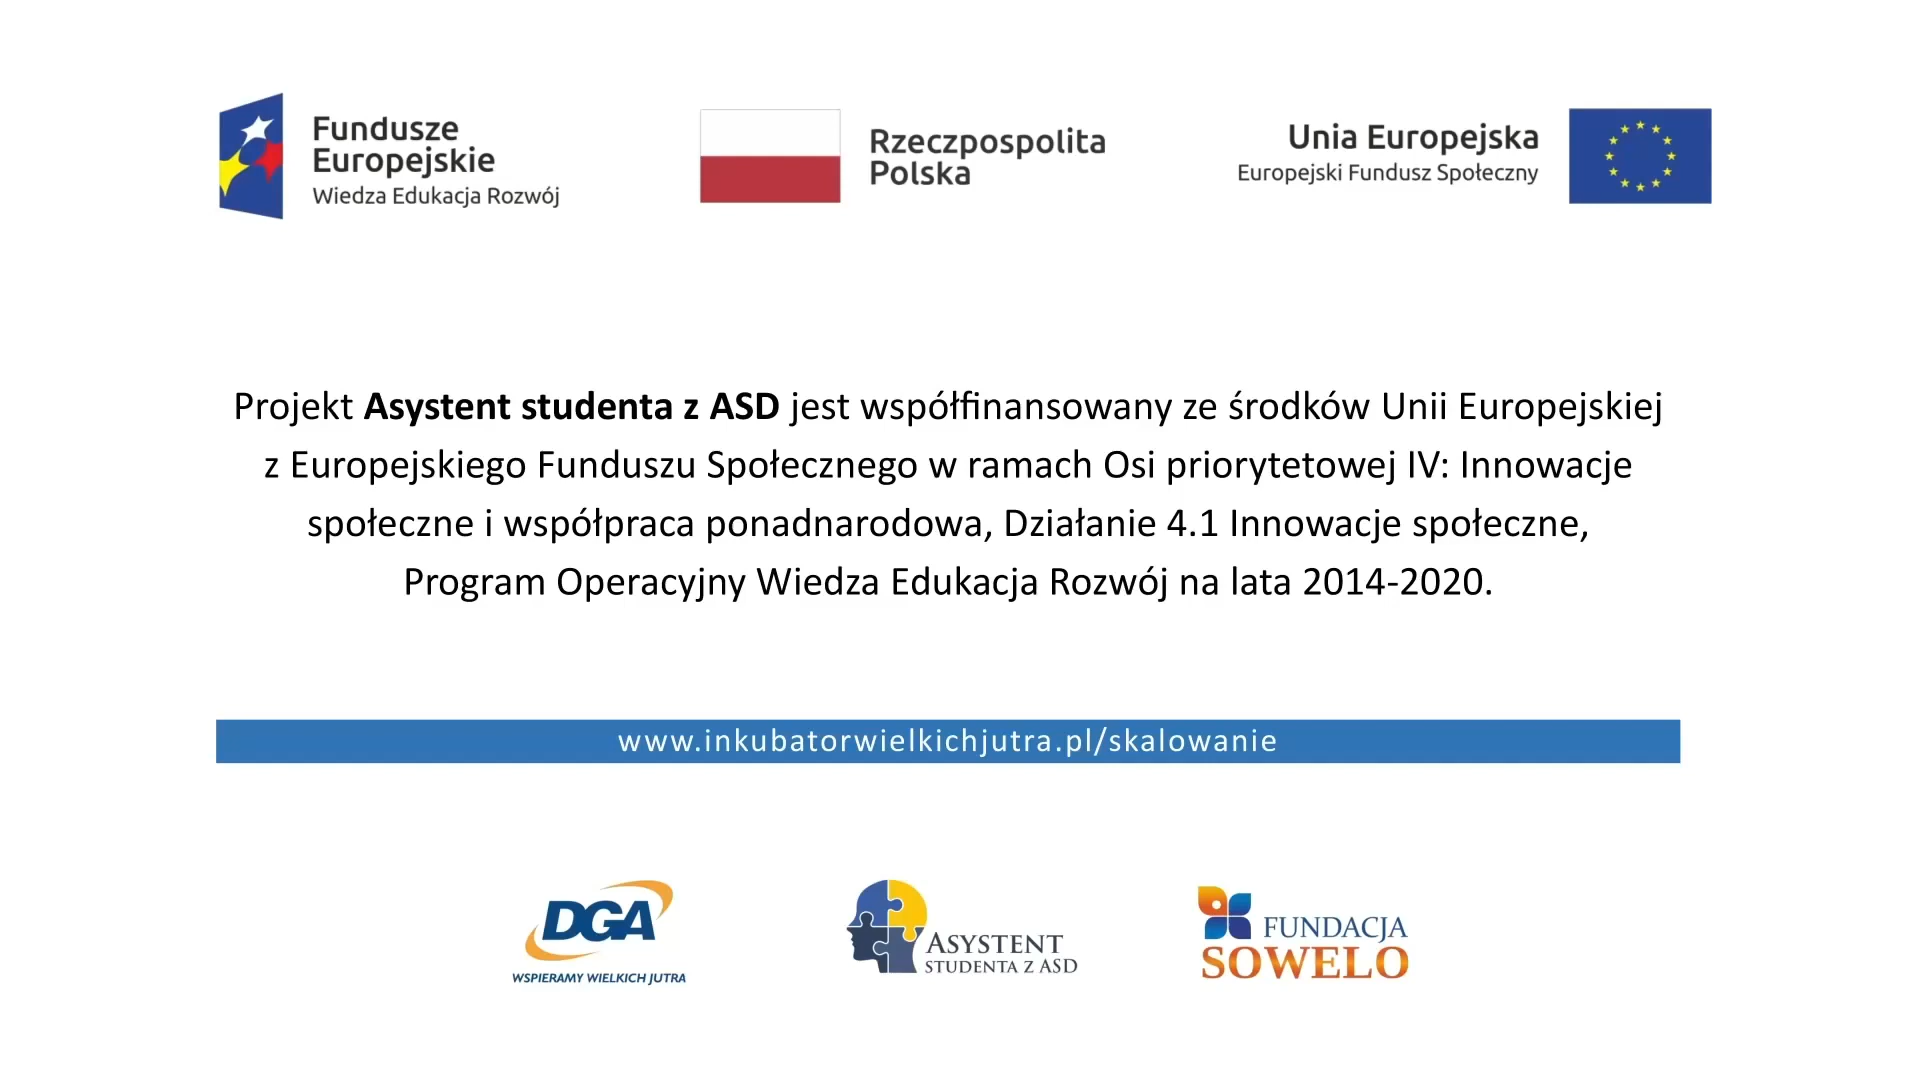 Fundusze
Europejskie
Wiedza Edukacja Rozwój
Rzeczpospolita
Polska
Unia Europejska
Europejski Fundusz Społeczny
Projekt Asystent studenta z ASD jest współfinansowany ze środków Unii Europejskiej
z Europejskiego Funduszu Społecznego w ramach Osi priorytetowej IV: Innowacje
społeczne i współpraca ponadnarodowa, Działanie 4.1 Innowacje społeczne,
Program Operacyjny Wiedza Edukacja Rozwój na lata 2014-2020.
www.inkubatorwielkichjutra.pl/skalowanie
DGA
WSPIERAMY WIELKICH JUTRA
ASYSTENT
STUDENTA Z ASD
FUNDACJA
SOWELO